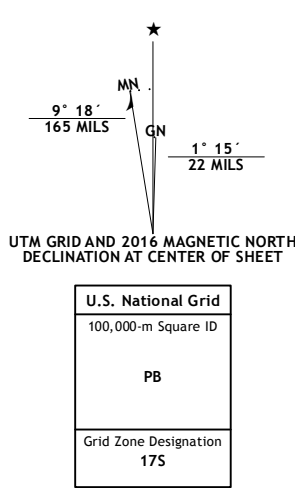 ★
MN
9° 18´
165 MILS
GN
1° 15´
22 MILS
UTM GRID AND 2016 MAGNETIC NORTH
DECLINATION AT CENTER OF SHEET
U.S. National Grid
100,000-m Square ID
PB
Grid Zone Designation
17S